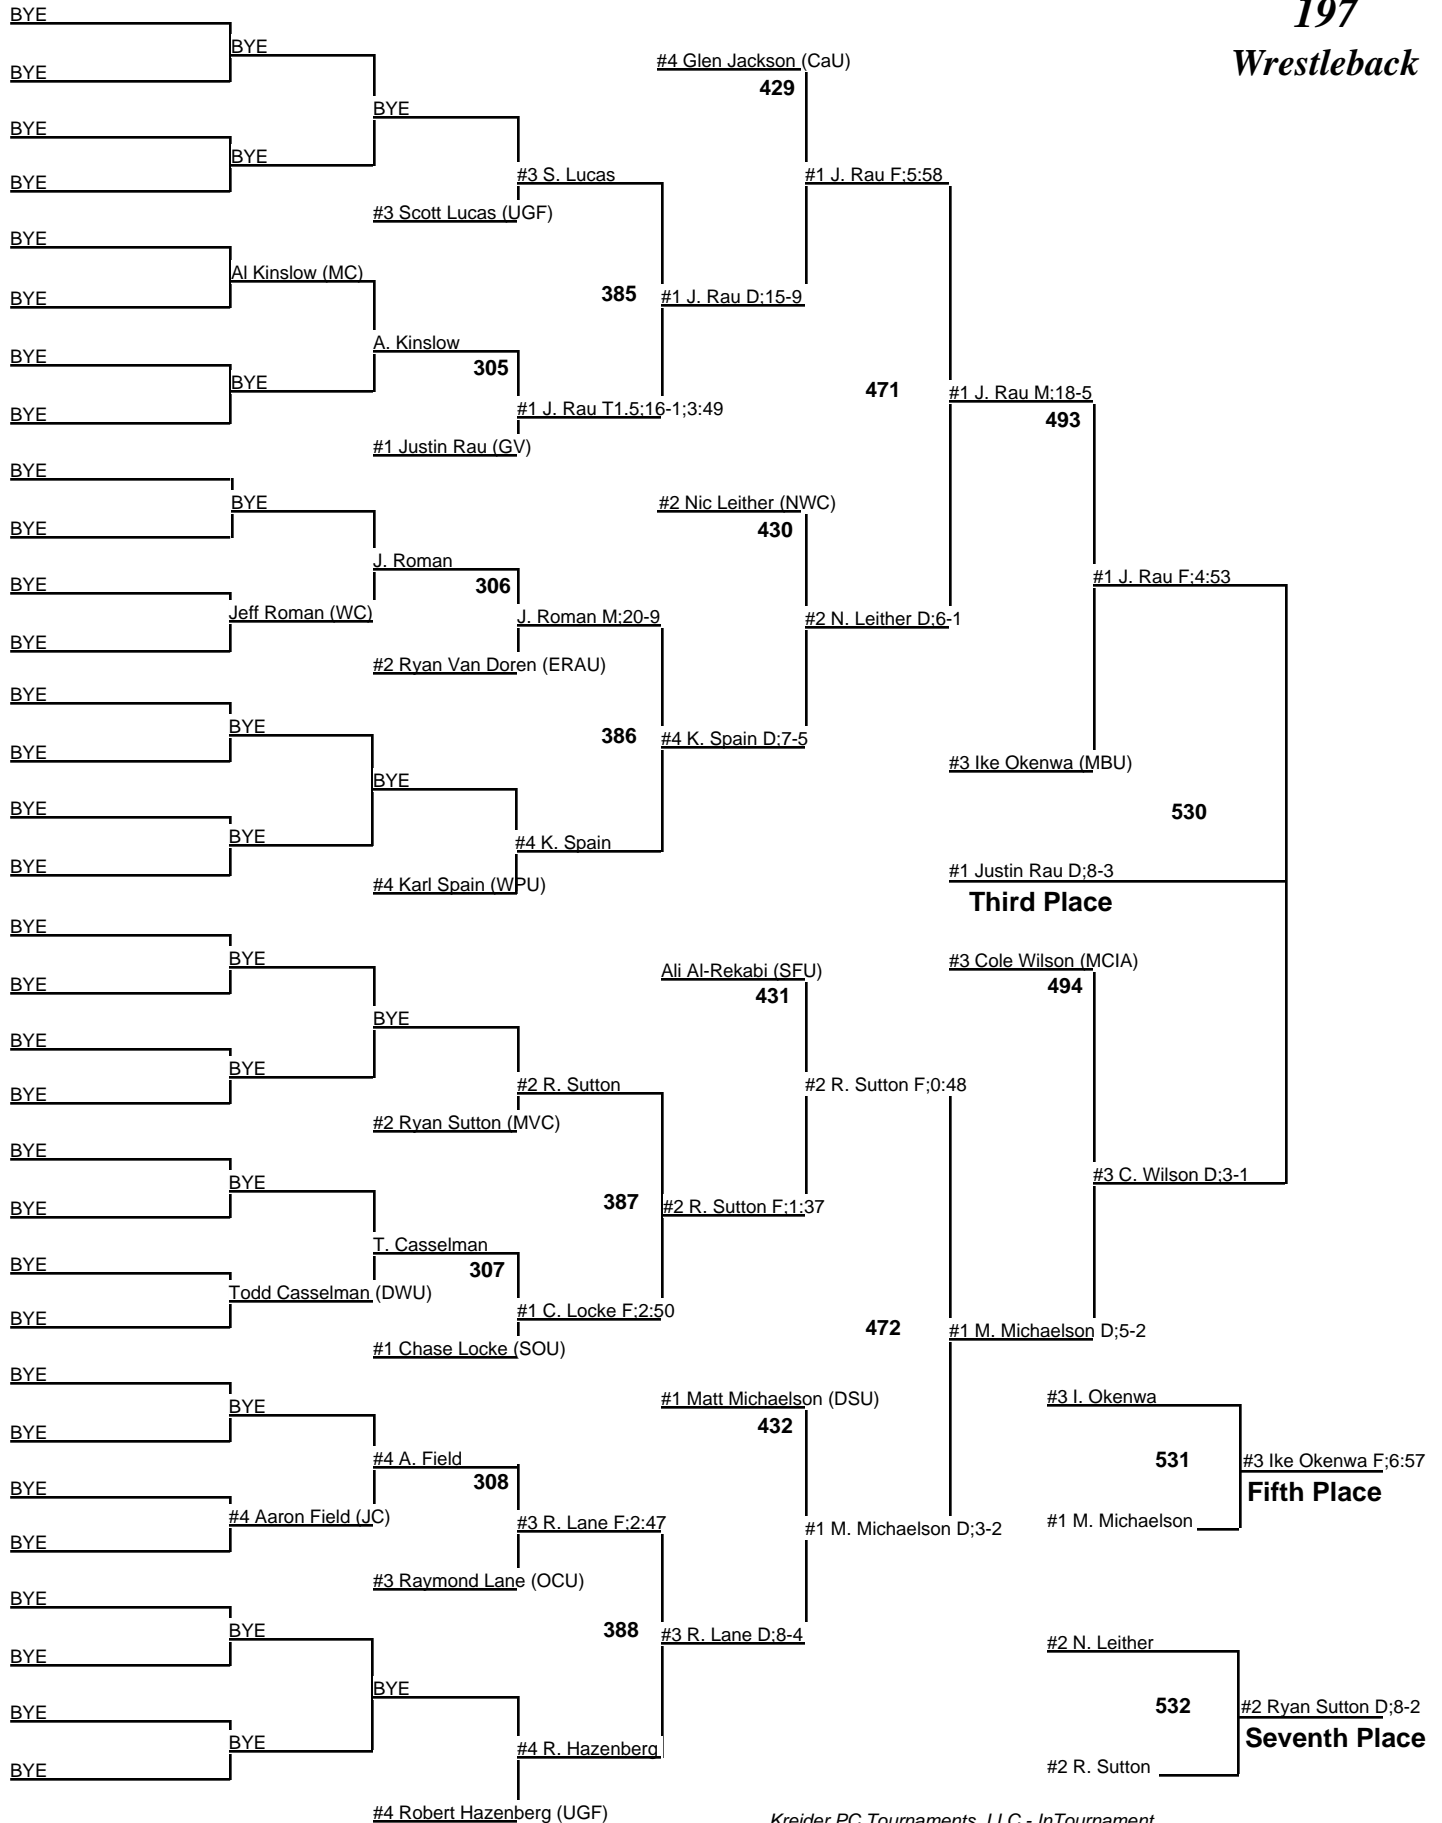 197
Wrestleback
BYE
BYE
BYE
BYE
BYE
BYE
BYE
#3 Scott Lucas (UGF)
#3 S. Lucas
BYE
BYE
Al Kinslow (MC)
BYE
BYE
BYE
A. Kinslow
305
#1 Justin Rau (GV)
#1 J. Rau T1.5;16-1;3:49
385
#1 J. Rau D;15-9
#4 Glen Jackson (CaU)
429
#1 J. Rau F;5:58
BYE
BYE
BYE
BYE
BYE
Jeff Roman (WC)
J. Roman
306
#2 Ryan Van Doren (ERAU)
J. Roman M;20-9
BYE
BYE
BYE
BYE
BYE
BYE
BYE
#4 Karl Spain (WPU)
#4 K. Spain
386
#4 K. Spain D;7-5
#2 Nic Leither (NWC)
430
#2 N. Leither D;6-1
471
#1 J. Rau M;18-5
493
#3 Ike Okenwa (MBU)
#1 J. Rau F;4:53
530
#1 Justin Rau D;8-3
Third Place
BYE
BYE
BYE
BYE
BYE
BYE
BYE
#2 Ryan Sutton (MVC)
#2 R. Sutton
BYE
BYE
BYE
BYE
BYE
Todd Casselman (DWU)
T. Casselman
307
#1 Chase Locke (SOU)
#1 C. Locke F;2:50
387
#2 R. Sutton F;1:37
Ali Al-Rekabi (SFU)
431
#2 R. Sutton F;0:48
BYE
BYE
BYE
BYE
BYE
#4 Aaron Field (JC)
#4 A. Field
308
#3 Raymond Lane (OCU)
#3 R. Lane F;2:47
BYE
BYE
BYE
BYE
BYE
BYE
BYE
#4 Robert Hazenberg (UGF)
#4 R. Hazenberg
388
#3 R. Lane D;8-4
#1 Matt Michaelson (DSU)
432
#1 M. Michaelson D;3-2
472
#1 M. Michaelson D;5-2
#3 Cole Wilson (MCIA)
494
#3 C. Wilson D;3-1
#3 I. Okenwa
531
#1 M. Michaelson
#3 Ike Okenwa F;6:57
Fifth Place
#2 N. Leither
532
#2 R. Sutton
#2 Ryan Sutton D;8-2
Seventh Place
Kreider PC Tournaments, LLC - InTournament